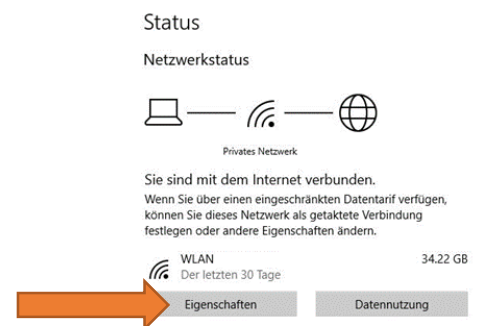 Status
Netzwerkstatus
Privates Netzwerk
Sie sind mit dem Internet verbunden.
Wenn Sie über einen eingeschränkten Datentarif verfügen,
können Sie dieses Netzwerk als getaktete Verbindung
festlegen oder andere Eigenschaften ändern.
WLAN 34.22 GB
Der letzten 30 Tage
Eigenschaften Datennutzung